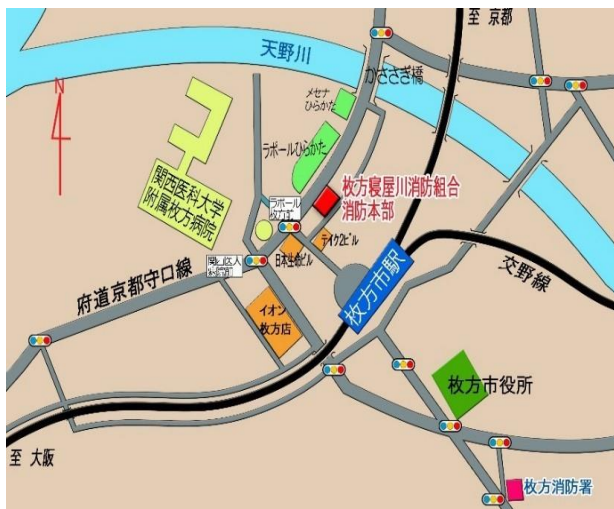 至 京都
天野川
かささぎ橋
N
メセナ
ひらかた
ラポールひらかた
関西医科大学
附属枚方病院
枚方寝屋川消防組合
消防本部
ラポール
枚方前
テイク2ビル
日本生命ビル
関西医大
病院前
枚方市駅
交野線
府道京都守口線
イオン
枚方店
枚方市役所
至 大阪
枚方消防署